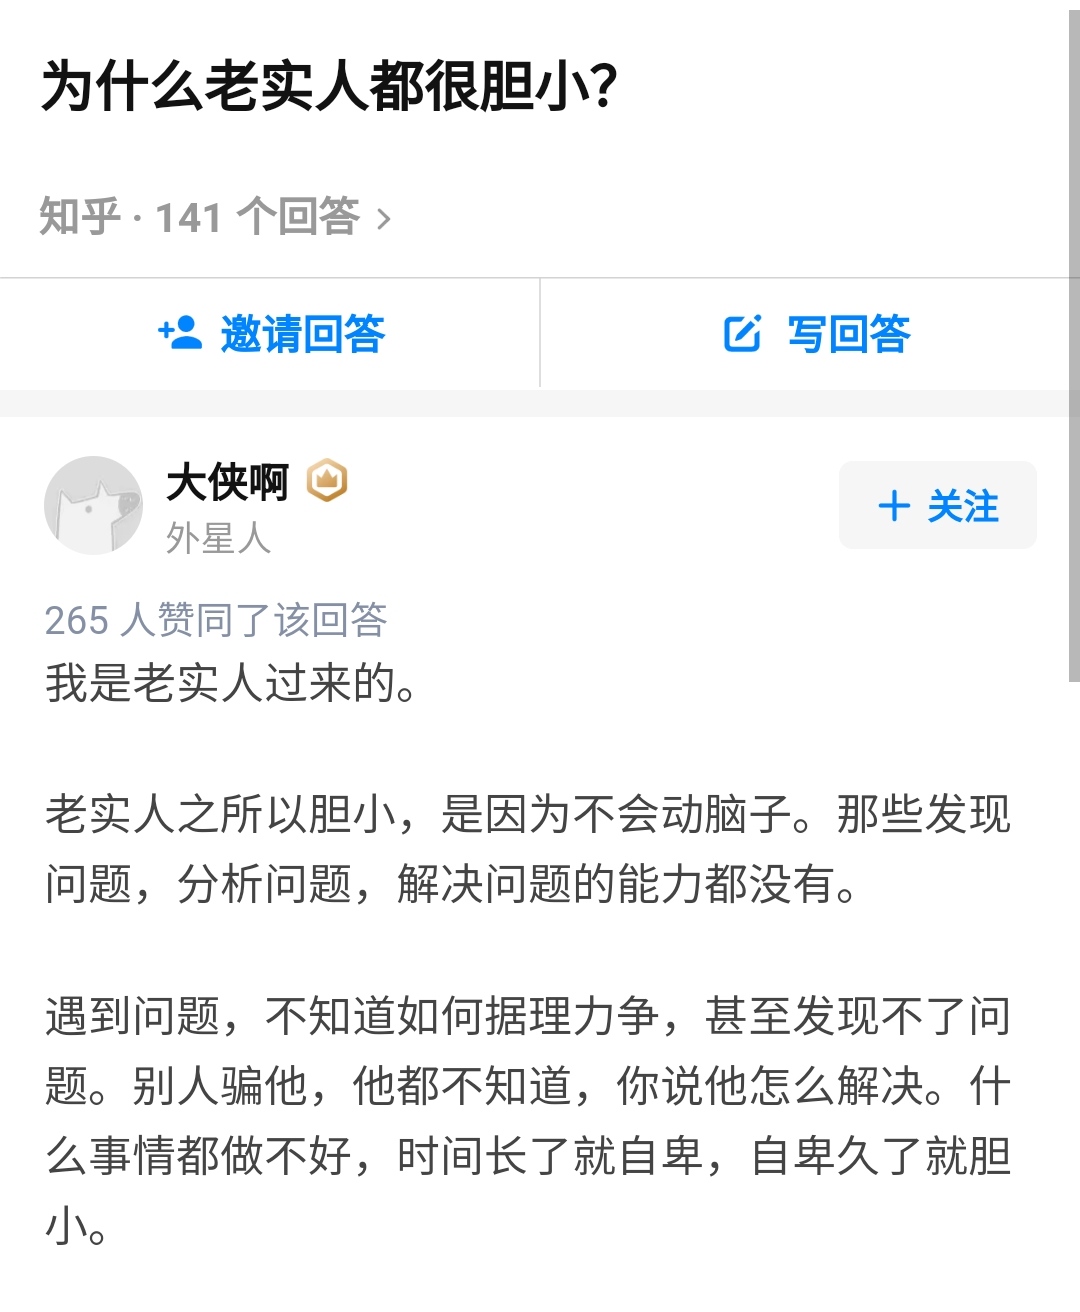 为什么老实人都很胆小?
知乎 · 141 个回答 >
邀请回答
写回答
大侠啊
外星人
+ 关注
265 人赞同了该回答
我是老实人过来的。
老实人之所以胆小，是因为不会动脑子。那些发现
问题，分析问题，解决问题的能力都没有。
遇到问题，不知道如何据理力争，甚至发现不了问
题。别人骗他，他都不知道，你说他怎么解决。什
么事情都做不好，时间长了就自卑，自卑久了就胆
小。